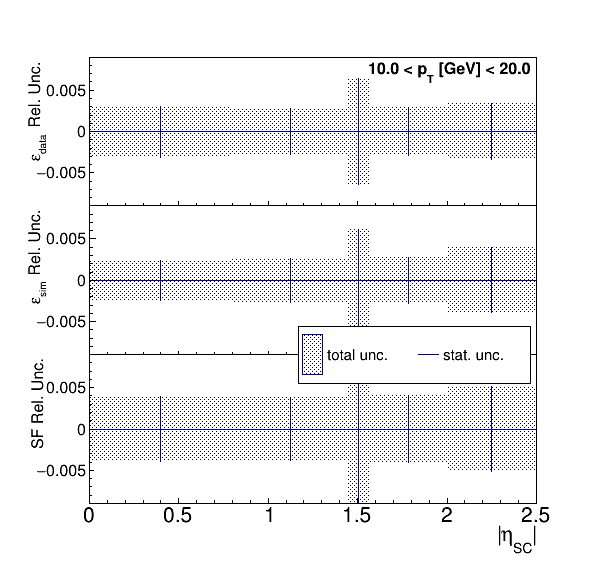 10.0 < p_T [GeV] < 20.0
ε_data Rel. Unc.
0.005
0
−0.005
ε_sim Rel. Unc.
0.005
0
−0.005
total unc. stat. unc.
SF Rel. Unc.
0.005
0
−0.005
0 0.5 1 1.5 2 2.5
|η_SC|